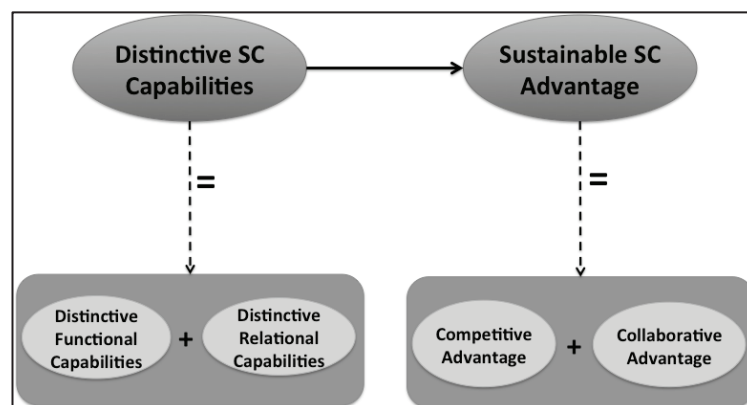 Distinctive SC
Capabilities
Sustainable SC
Advantage
=
=
Distinctive
Functional
Capabilities
+
Distinctive
Relational
Capabilities
Competitive
Advantage
+
Collaborative
Advantage